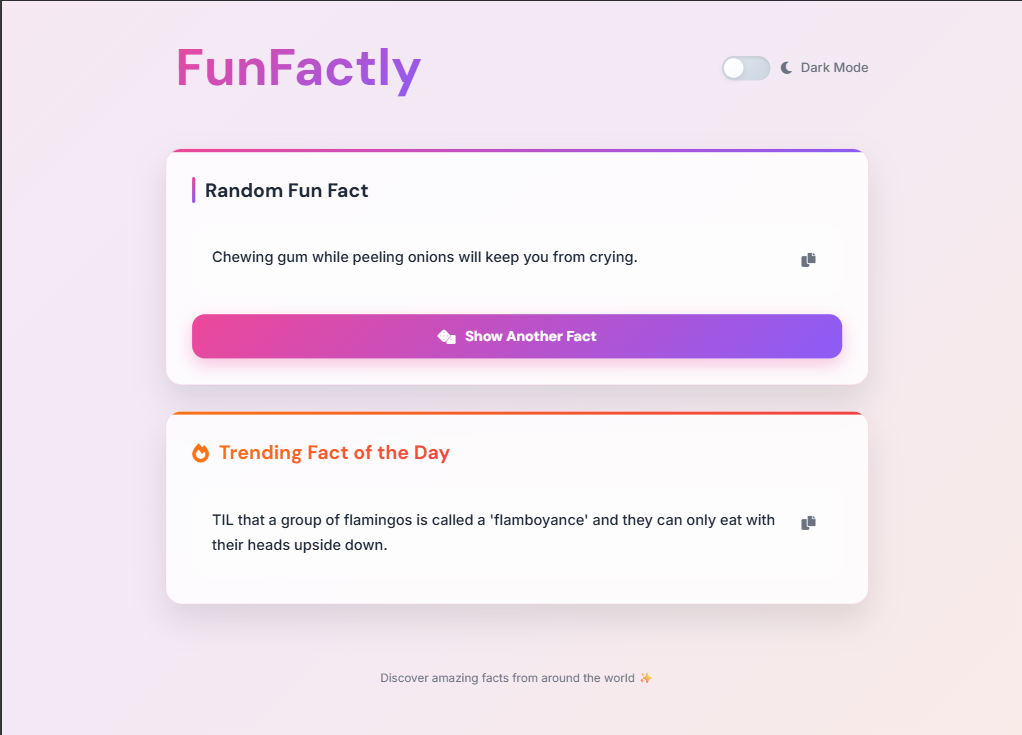 FunFactly
Dark Mode
Random Fun Fact
Chewing gum while peeling onions will keep you from crying.
Show Another Fact
Trending Fact of the Day
TIL that a group of flamingos is called a 'flamboyance' and they can only eat with
their heads upside down.
Discover amazing facts from around the world ✨